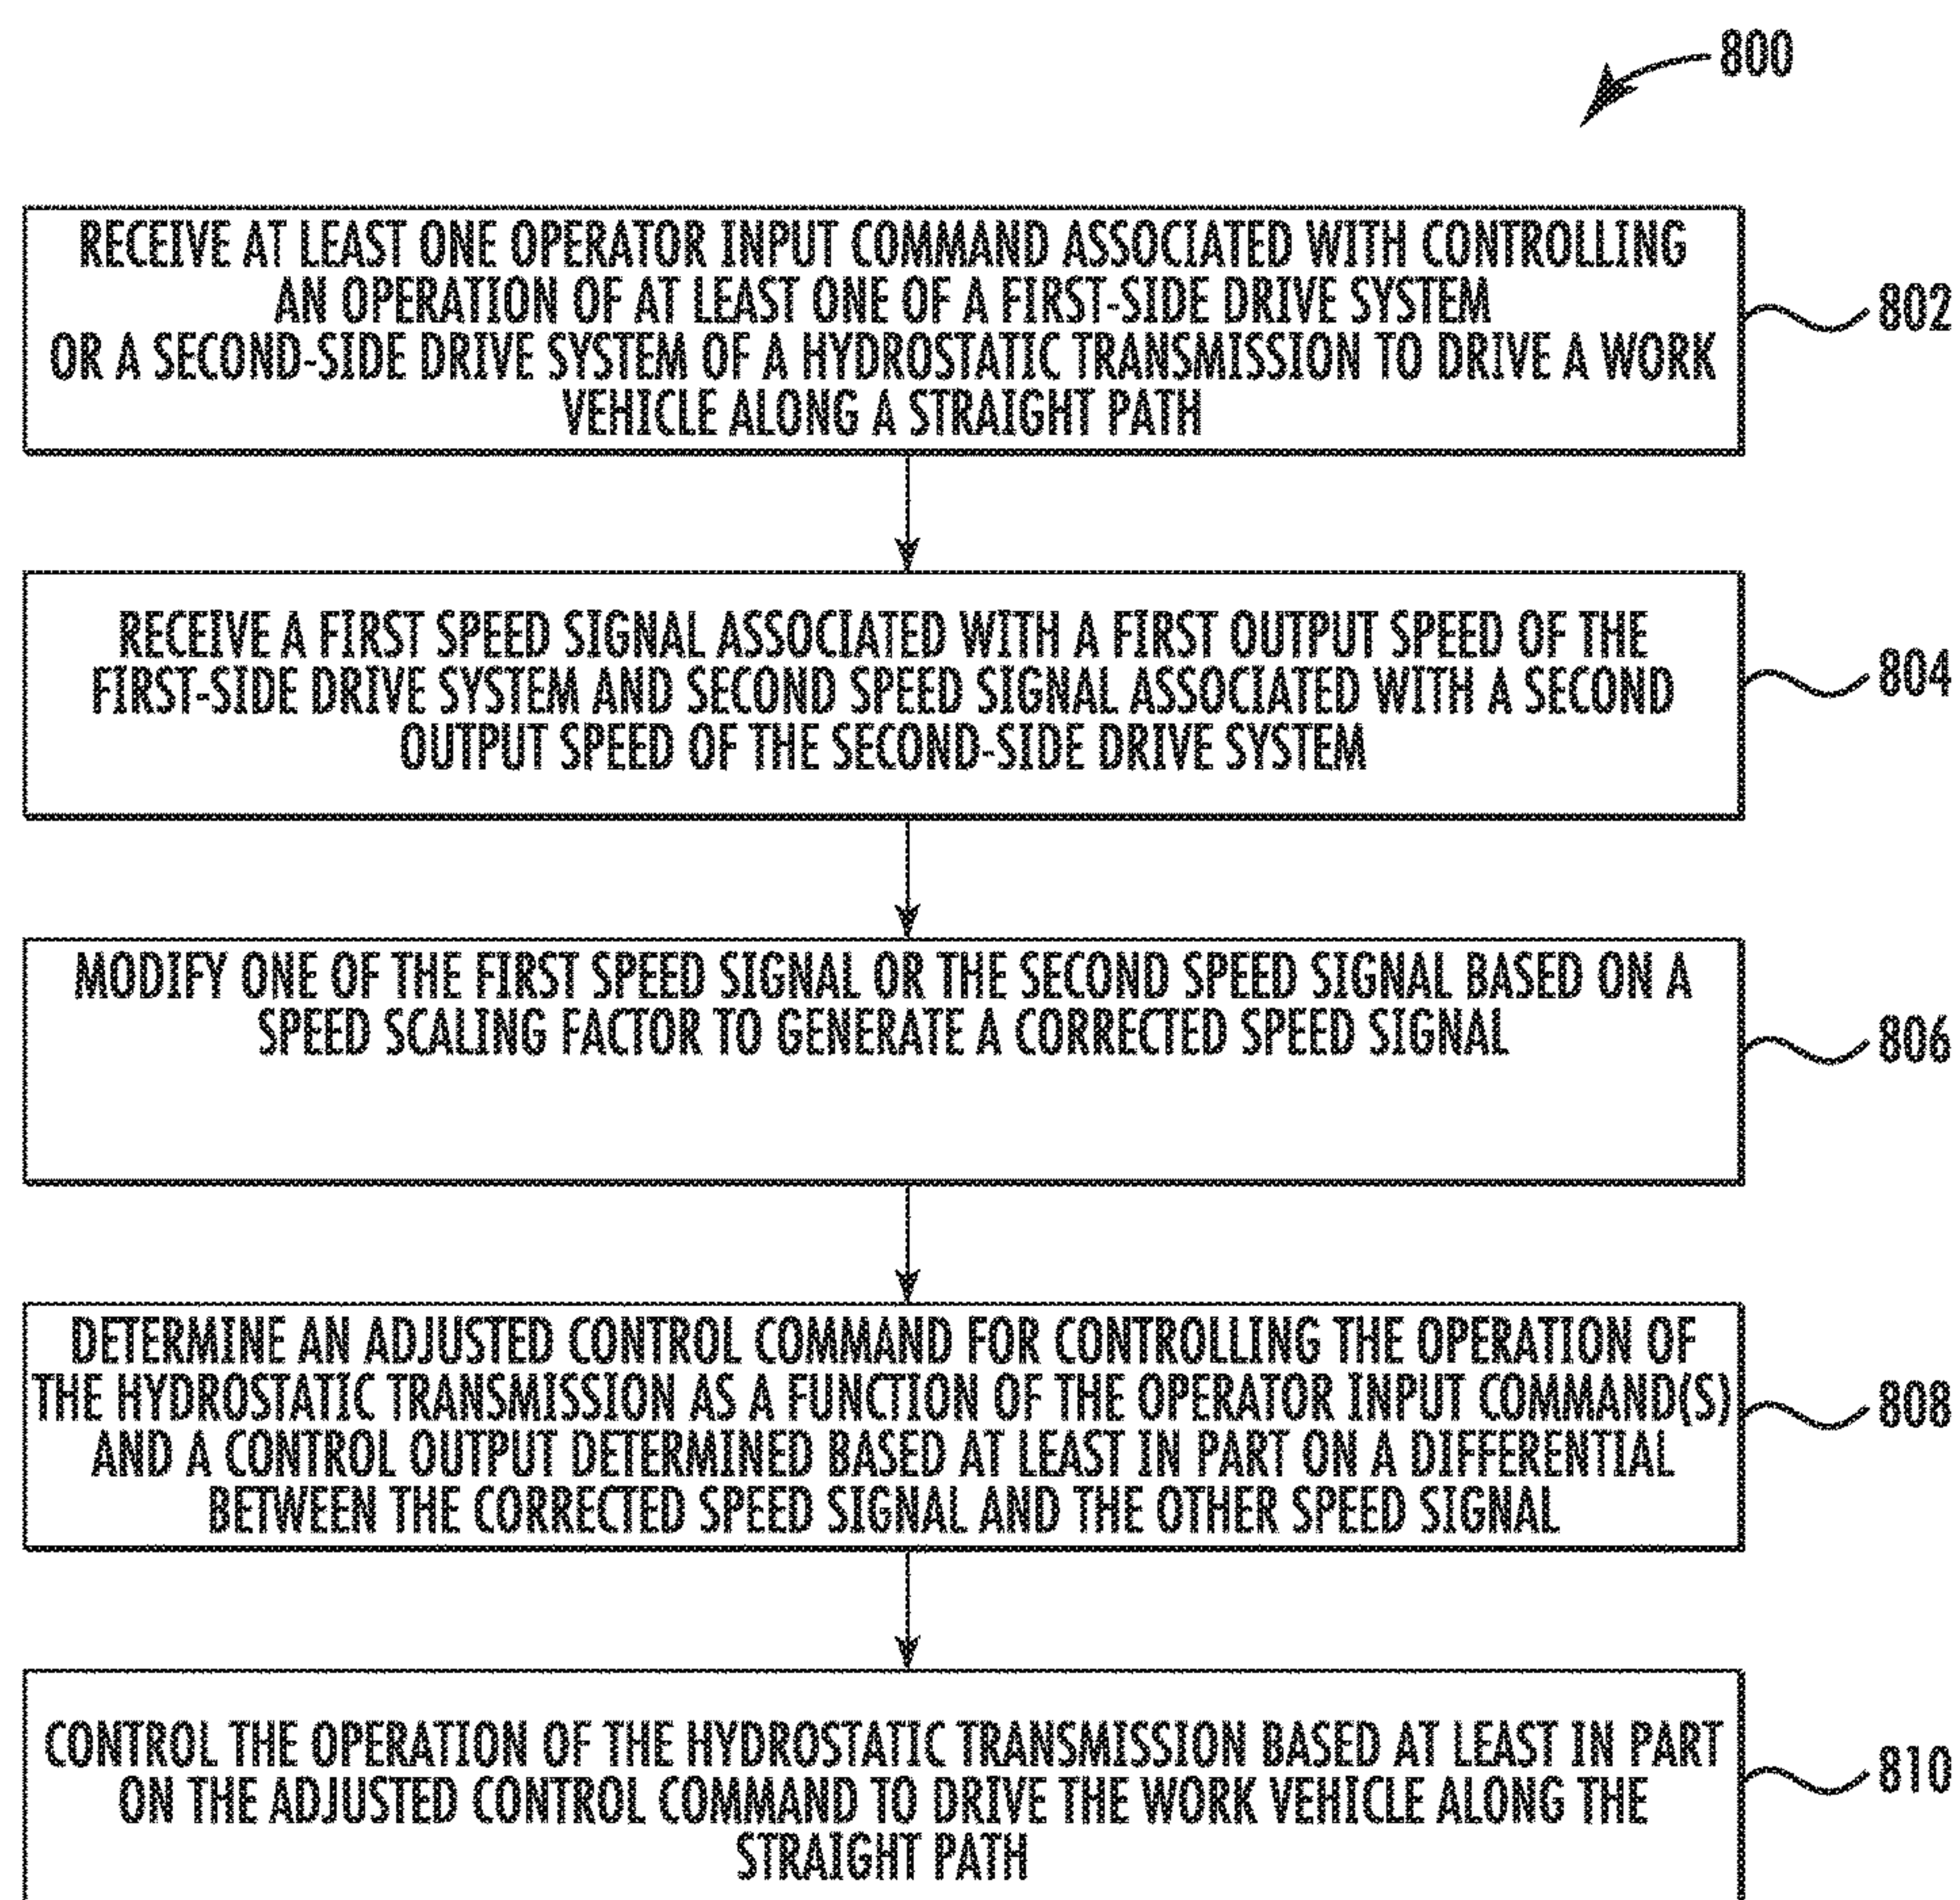 800
RECEIVE AT LEAST ONE OPERATOR INPUT COMMAND ASSOCIATED WITH CONTROLLING
AN OPERATION OF AT LEAST ONE OF A FIRST-SIDE DRIVE SYSTEM
OR A SECOND-SIDE DRIVE SYSTEM OF A HYDROSTATIC TRANSMISSION TO DRIVE A WORK
VEHICLE ALONG A STRAIGHT PATH
802
RECEIVE A FIRST SPEED SIGNAL ASSOCIATED WITH A FIRST OUTPUT SPEED OF THE
FIRST-SIDE DRIVE SYSTEM AND SECOND SPEED SIGNAL ASSOCIATED WITH A SECOND
OUTPUT SPEED OF THE SECOND-SIDE DRIVE SYSTEM
804
MODIFY ONE OF THE FIRST SPEED SIGNAL OR THE SECOND SPEED SIGNAL BASED ON A
SPEED SCALING FACTOR TO GENERATE A CORRECTED SPEED SIGNAL
806
DETERMINE AN ADJUSTED CONTROL COMMAND FOR CONTROLLING THE OPERATION OF
THE HYDROSTATIC TRANSMISSION AS A FUNCTION OF THE OPERATOR INPUT COMMAND(S)
AND A CONTROL OUTPUT DETERMINED BASED AT LEAST IN PART ON A DIFFERENTIAL
BETWEEN THE CORRECTED SPEED SIGNAL AND THE OTHER SPEED SIGNAL
808
CONTROL THE OPERATION OF THE HYDROSTATIC TRANSMISSION BASED AT LEAST IN PART
ON THE ADJUSTED CONTROL COMMAND TO DRIVE THE WORK VEHICLE ALONG THE
STRAIGHT PATH
810